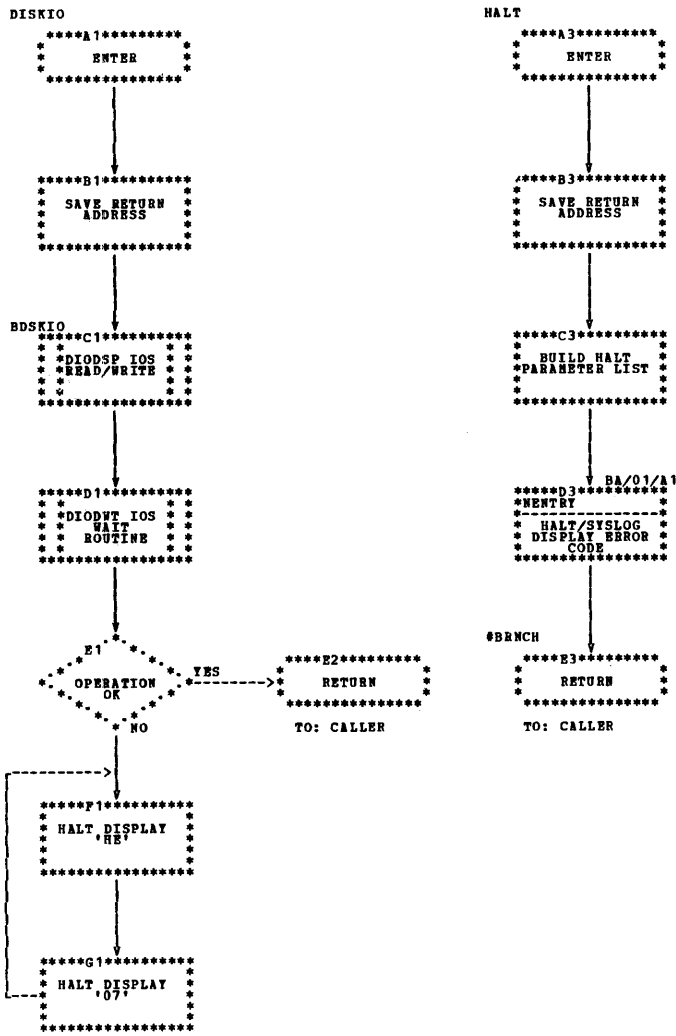 DISKIO
A1
ENTER
B1
SAVE RETURN
ADDRESS
BDSKIO
C1
DIODSP IOS
READ/WRITE
D1
DIODWT IOS
WAIT
ROUTINE
E1
OPERATION
OK
YES
NO
E2
RETURN
TO: CALLER
F1
HALT DISPLAY
'HE'
G1
HALT DISPLAY
'07'
HALT
A3
ENTER
B3
SAVE RETURN
ADDRESS
C3
BUILD HALT
PARAMETER LIST
BA/01/A1
D3
NENTRY
HALT/SYSLOG
DISPLAY ERROR
CODE
#BRNCH
E3
RETURN
TO: CALLER